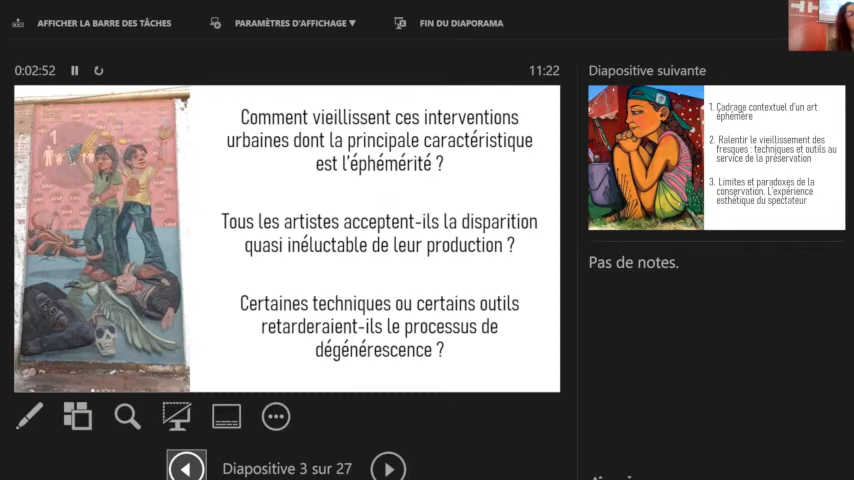 AFFICHER LA BARRE DES TÂCHES
PARAMÈTRES D'AFFICHAGE ▼
FIN DU DIAPORAMA
0:02:52
11:22
Comment vieillissent ces interventions
urbaines dont la principale caractéristique
est l'éphémérité ?
Tous les artistes acceptent-ils la disparition
quasi inéluctable de leur production ?
Certaines techniques ou certains outils
retarderaient-ils le processus de
dégénérescence ?
Diapositive suivante
1. Cadrage contextuel d'un art
éphémère
2. Ralentir le vieillissement des
fresques : techniques et outils au
service de la préservation
3. Limites et paradoxes de la
conservation. L'expérience
esthétique du spectateur
Pas de notes.
Diapositive 3 sur 27